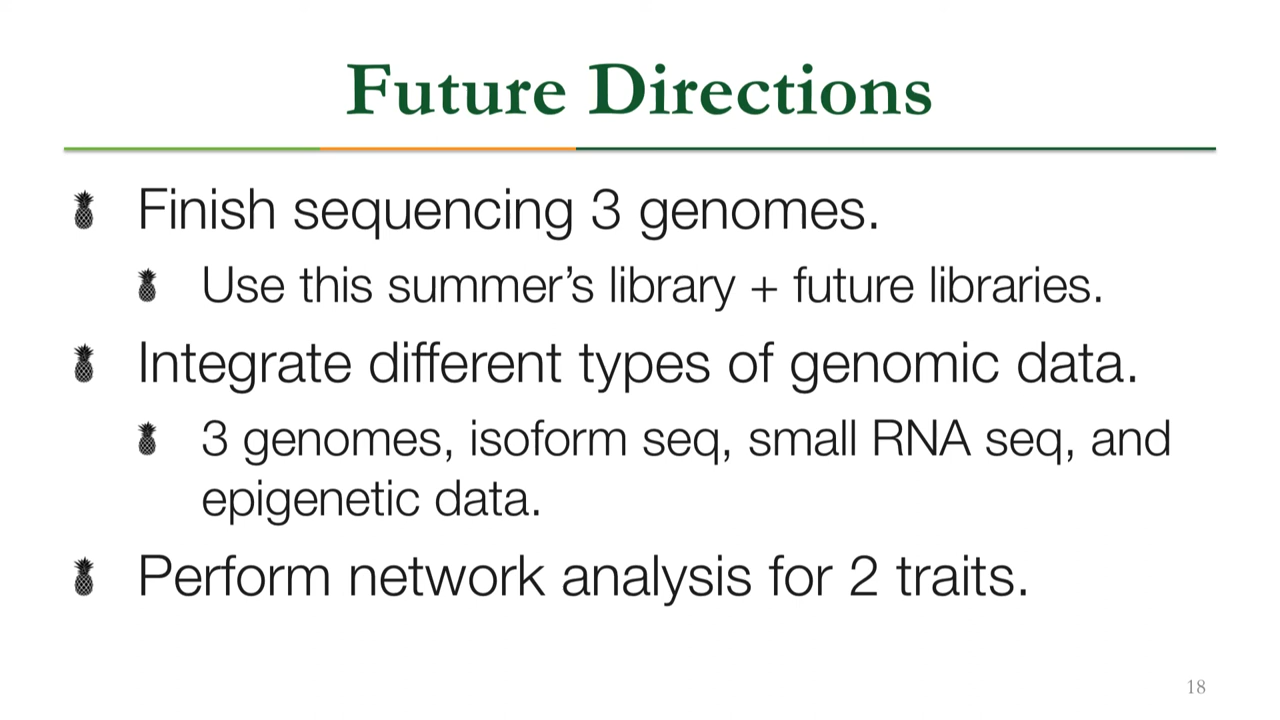 Future Directions
Finish sequencing 3 genomes.
Use this summer’s library + future libraries.
Integrate different types of genomic data.
3 genomes, isoform seq, small RNA seq, and
epigenetic data.
Perform network analysis for 2 traits.
18